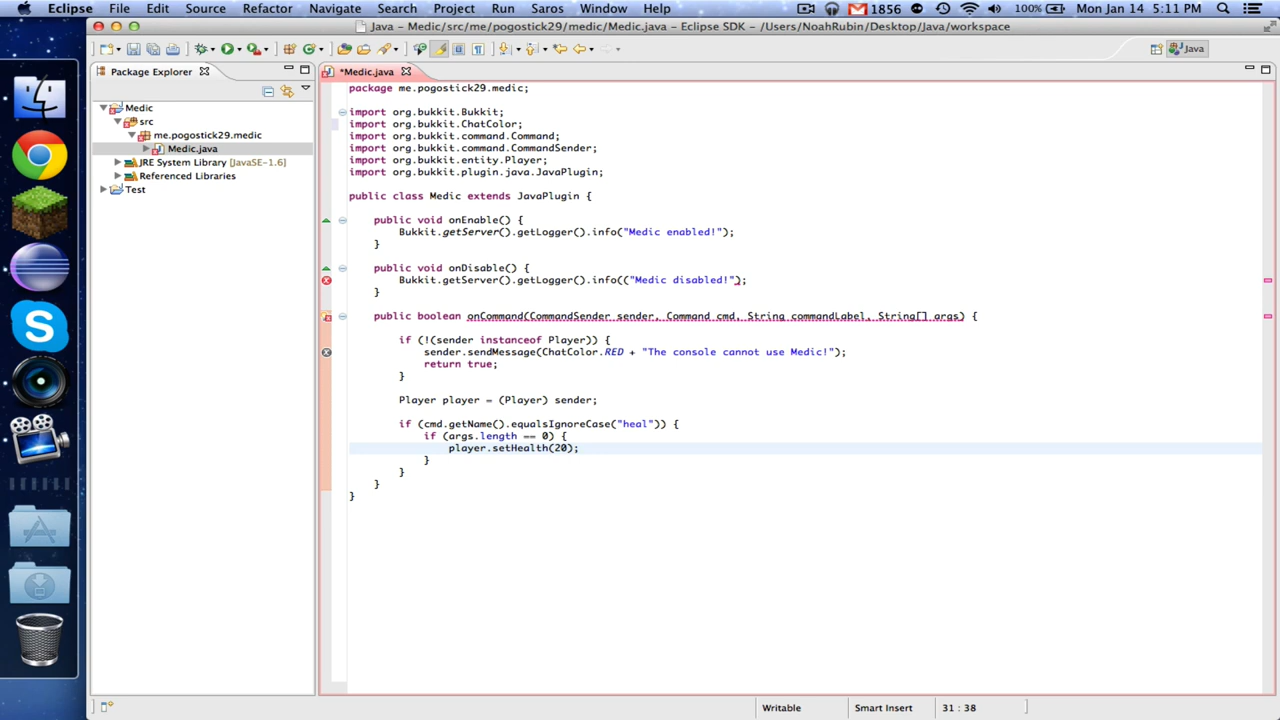 Eclipse File Edit Source Refactor Navigate Search Project Run Saros Window Help 1856 100% Mon Jan 14 5:11 PM
Java - Medic/src/me/pogostick29/medic/Medic.java - Eclipse SDK - /Users/NoahRubin/Desktop/Java/workspace
Java
Package Explorer
*Medic.java
Medic
src
me.pogostick29.medic
Medic.java
JRE System Library [JavaSE-1.6]
Referenced Libraries
Test
package me.pogostick29.medic;
import org.bukkit.Bukkit;
import org.bukkit.ChatColor;
import org.bukkit.command.Command;
import org.bukkit.command.CommandSender;
import org.bukkit.entity.Player;
import org.bukkit.plugin.java.JavaPlugin;
public class Medic extends JavaPlugin {
public void onEnable() {
Bukkit.getServer().getLogger().info("Medic enabled!");
}
public void onDisable() {
Bukkit.getServer().getLogger().info(("Medic disabled!");
}
public boolean onCommand(CommandSender sender, Command cmd, String commandLabel, String[] args) {
if (!(sender instanceof Player)) {
sender.sendMessage(ChatColor.RED + "The console cannot use Medic!");
return true;
}
Player player = (Player) sender;
if (cmd.getName().equalsIgnoreCase("heal")) {
if (args.length == 0) {
player.setHealth(20);
}
}
}
}
Writable Smart Insert 31 : 38